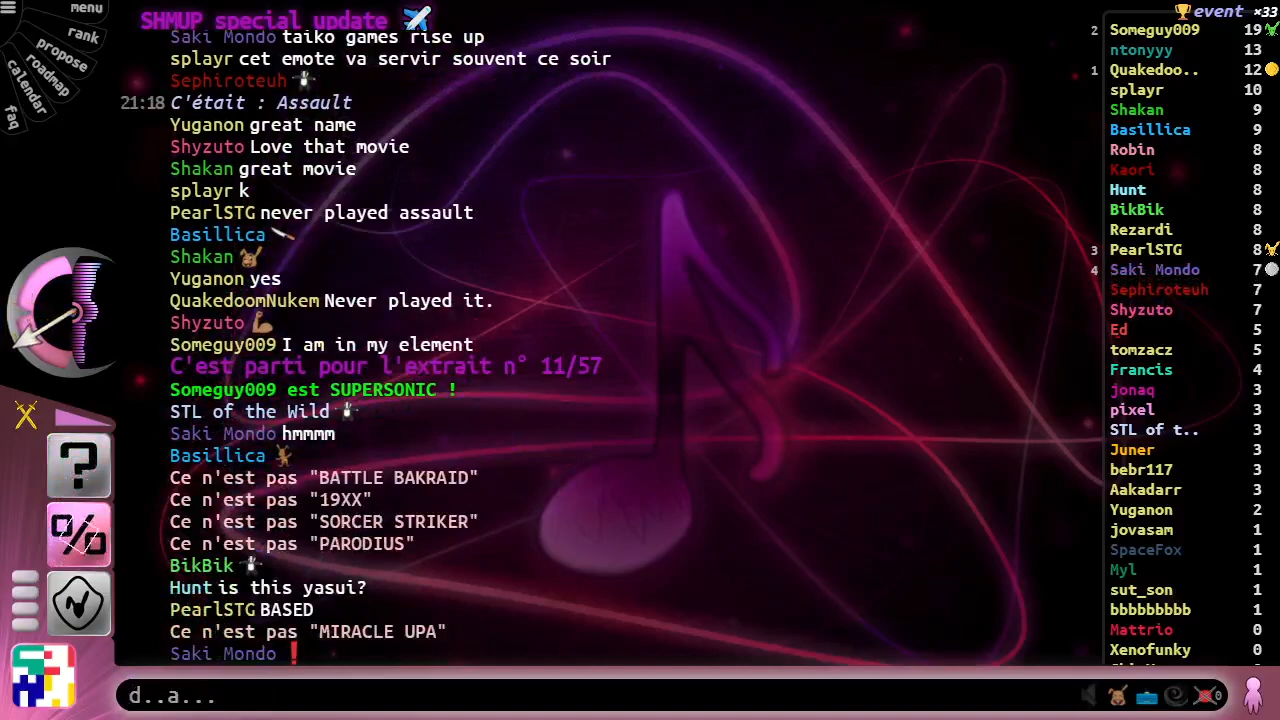 menu
rank
propose
roadmap
calendar
faq
SHMUP special update
Saki Mondo taiko games rise up
splayr cet emote va servir souvent ce soir
Sephiroteuh
21:18 C'était : Assault
Yuganon great name
Shyzuto Love that movie
Shakan great movie
splayr k
PearlSTG never played assault
Basillica
Shakan
Yuganon yes
QuakedoomNukem Never played it.
Shyzuto
Someguy009 I am in my element
C'est parti pour l'extrait n° 11/57
Someguy009 est SUPERSONIC !
STL of the Wild
Saki Mondo hmmmm
Basillica
Ce n'est pas "BATTLE BAKRAID"
Ce n'est pas "19XX"
Ce n'est pas "SORCER STRIKER"
Ce n'est pas "PARODIUS"
BikBik
Hunt is this yasui?
PearlSTG BASED
Ce n'est pas "MIRACLE UPA"
Saki Mondo ❗
d..a...
0
event ×33
2 Someguy009 19
ntonyyy 13
1 Quakedoo.. 12
splayr 10
Shakan 9
Basillica 9
Robin 8
Kaori 8
Hunt 8
BikBik 8
Rezardi 8
3 PearlSTG 8
4 Saki Mondo 7
Sephiroteuh 7
Shyzuto 7
Ed 5
tomzacz 5
Francis 4
jonaq 3
pixel 3
STL of t.. 3
Juner 3
bebr117 3
Aakadarr 3
Yuganon 2
jovasam 1
SpaceFox 1
Myl 1
sut_son 1
bbbbbbbbb 1
Mattrio 0
Xenofunky 0